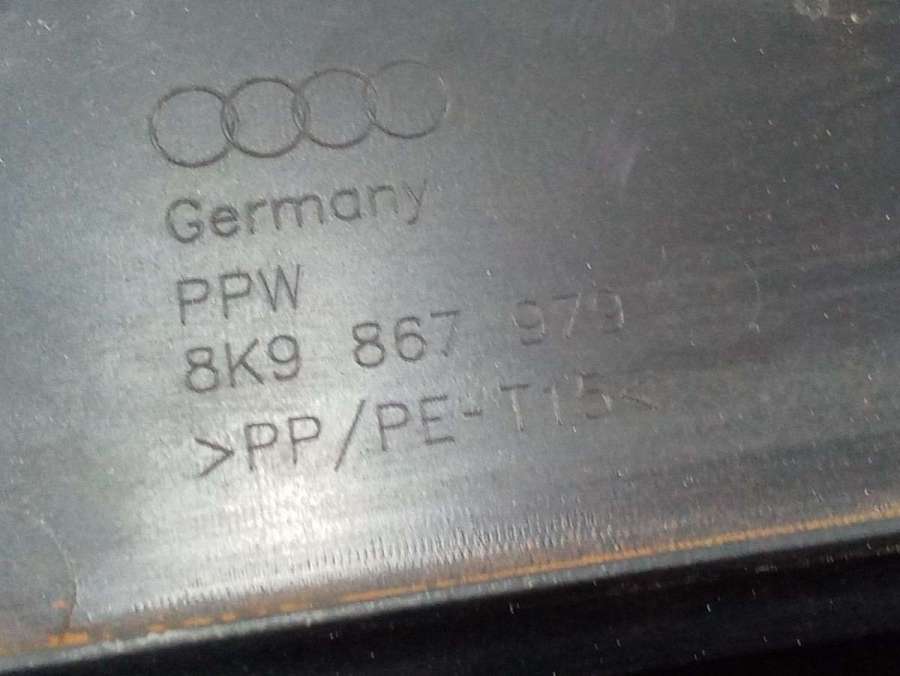 Germany
PPW
8K9 867 979
>PP/PE-T15<